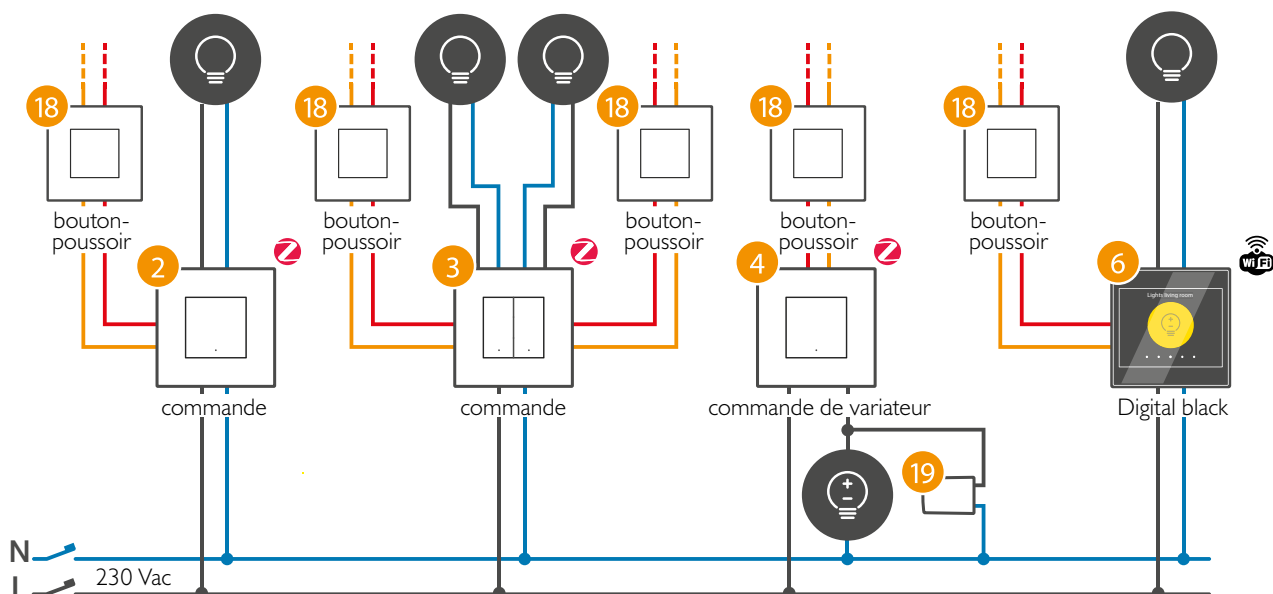 18
18
18
18
18
bouton-
poussoir
bouton-
poussoir
bouton-
poussoir
bouton-
poussoir
bouton-
poussoir
2
Z
3
Z
4
Z
6
WiFi
Lights living room
+
-
commande
commande
commande de variateur
Digital black
+
-
19
N
230 Vac
L